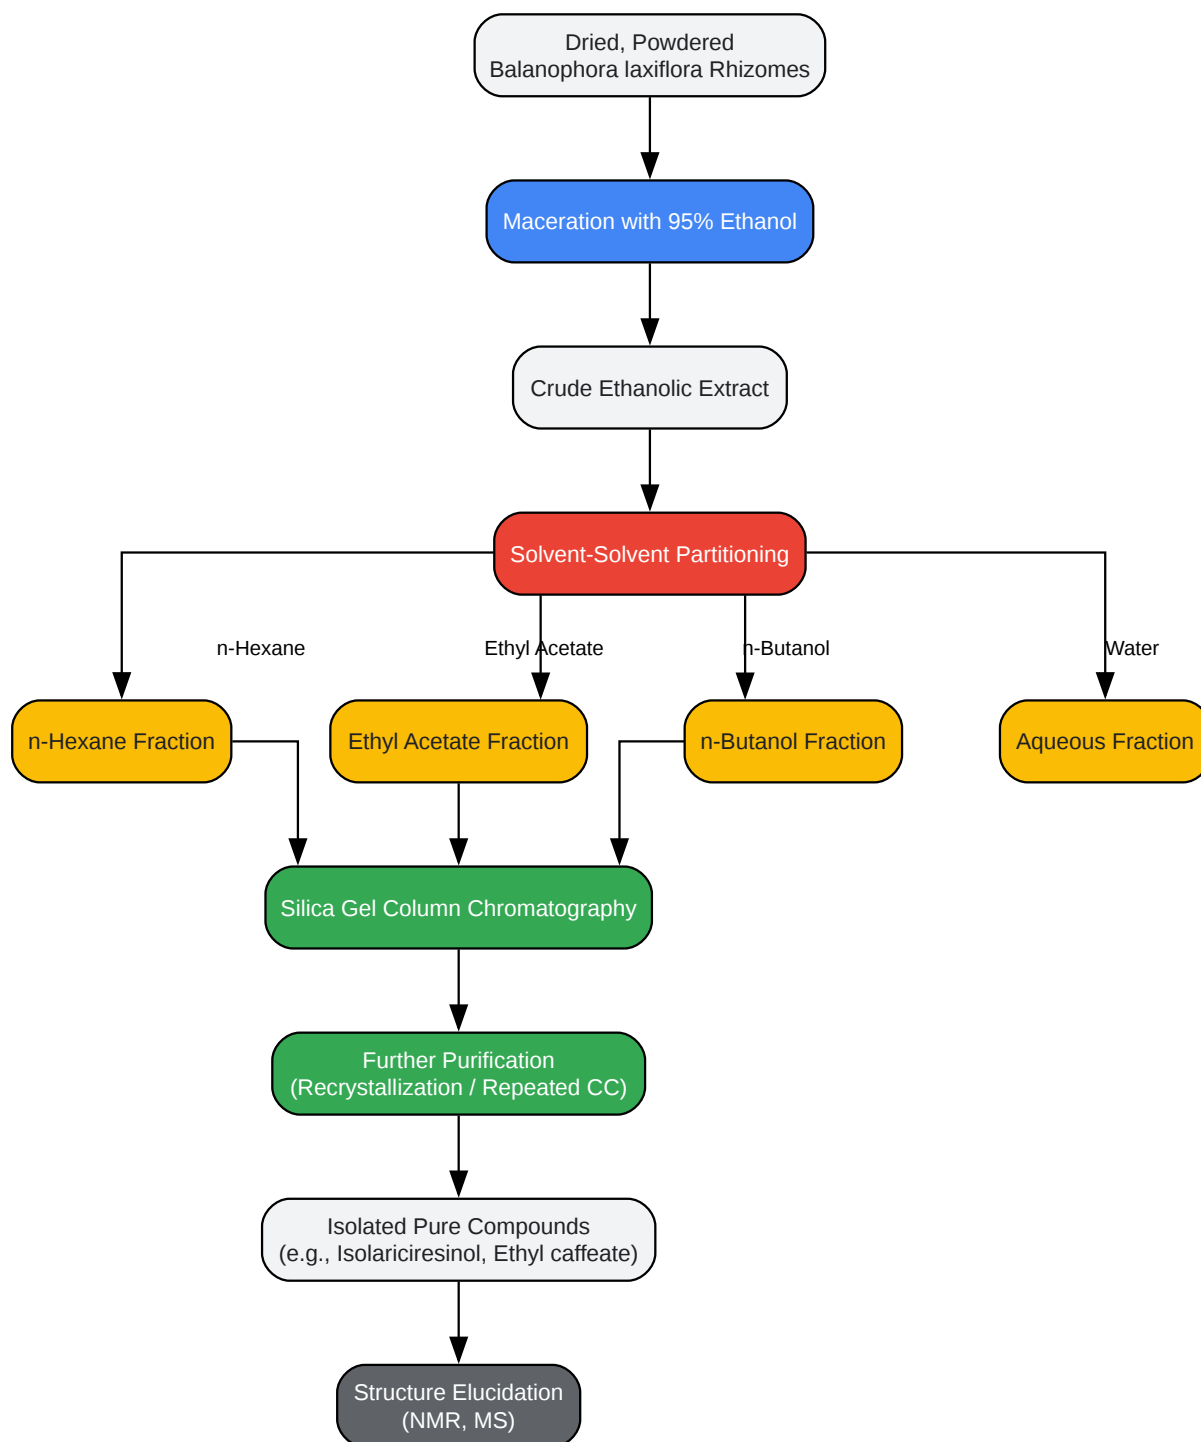 Dried, Powdered
Balanophora laxiflora Rhizomes
Maceration with 95% Ethanol
Crude Ethanolic Extract
Solvent-Solvent Partitioning
n-Hexane
Ethyl Acetate
n-Butanol
Water
n-Hexane Fraction
Ethyl Acetate Fraction
n-Butanol Fraction
Aqueous Fraction
Silica Gel Column Chromatography
Further Purification
(Recrystallization / Repeated CC)
Isolated Pure Compounds
(e.g., Isolariciresinol, Ethyl caffeate)
Structure Elucidation
(NMR, MS)